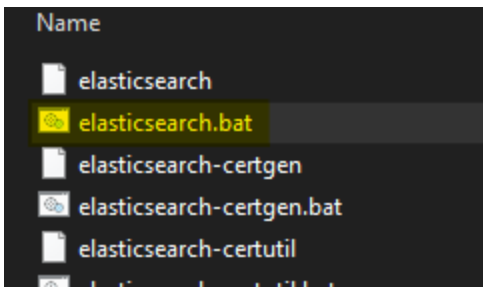 Name
elasticsearch
elasticsearch.bat
elasticsearch-certgen
elasticsearch-certgen.bat
elasticsearch-certutil